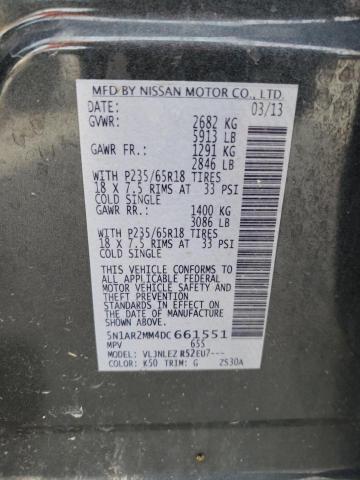 MFD BY NISSAN MOTOR CO., LTD.
DATE: 03/13
GVWR: 2682 KG
5913 LB
GAWR FR.: 1291 KG
2846 LB
WITH P235/65R18 TIRES
18 X 7.5 RIMS AT 33 PSI
COLD SINGLE
GAWR RR.: 1400 KG
3086 LB
WITH P235/65R18 TIRES
18 X 7.5 RIMS AT 33 PSI
COLD SINGLE
THIS VEHICLE CONFORMS TO
ALL APPLICABLE FEDERAL
MOTOR VEHICLE SAFETY
AND THEFT PREVENTION
STANDARDS IN EFFECT ON
THE DATE OF MANUFACTURE
SHOWN ABOVE.
5N1AR2MM4DC661551
MPV 655
MODEL: VLJNLEZ R52EU7---
COLOR: K50 TRIM: G ZS30A